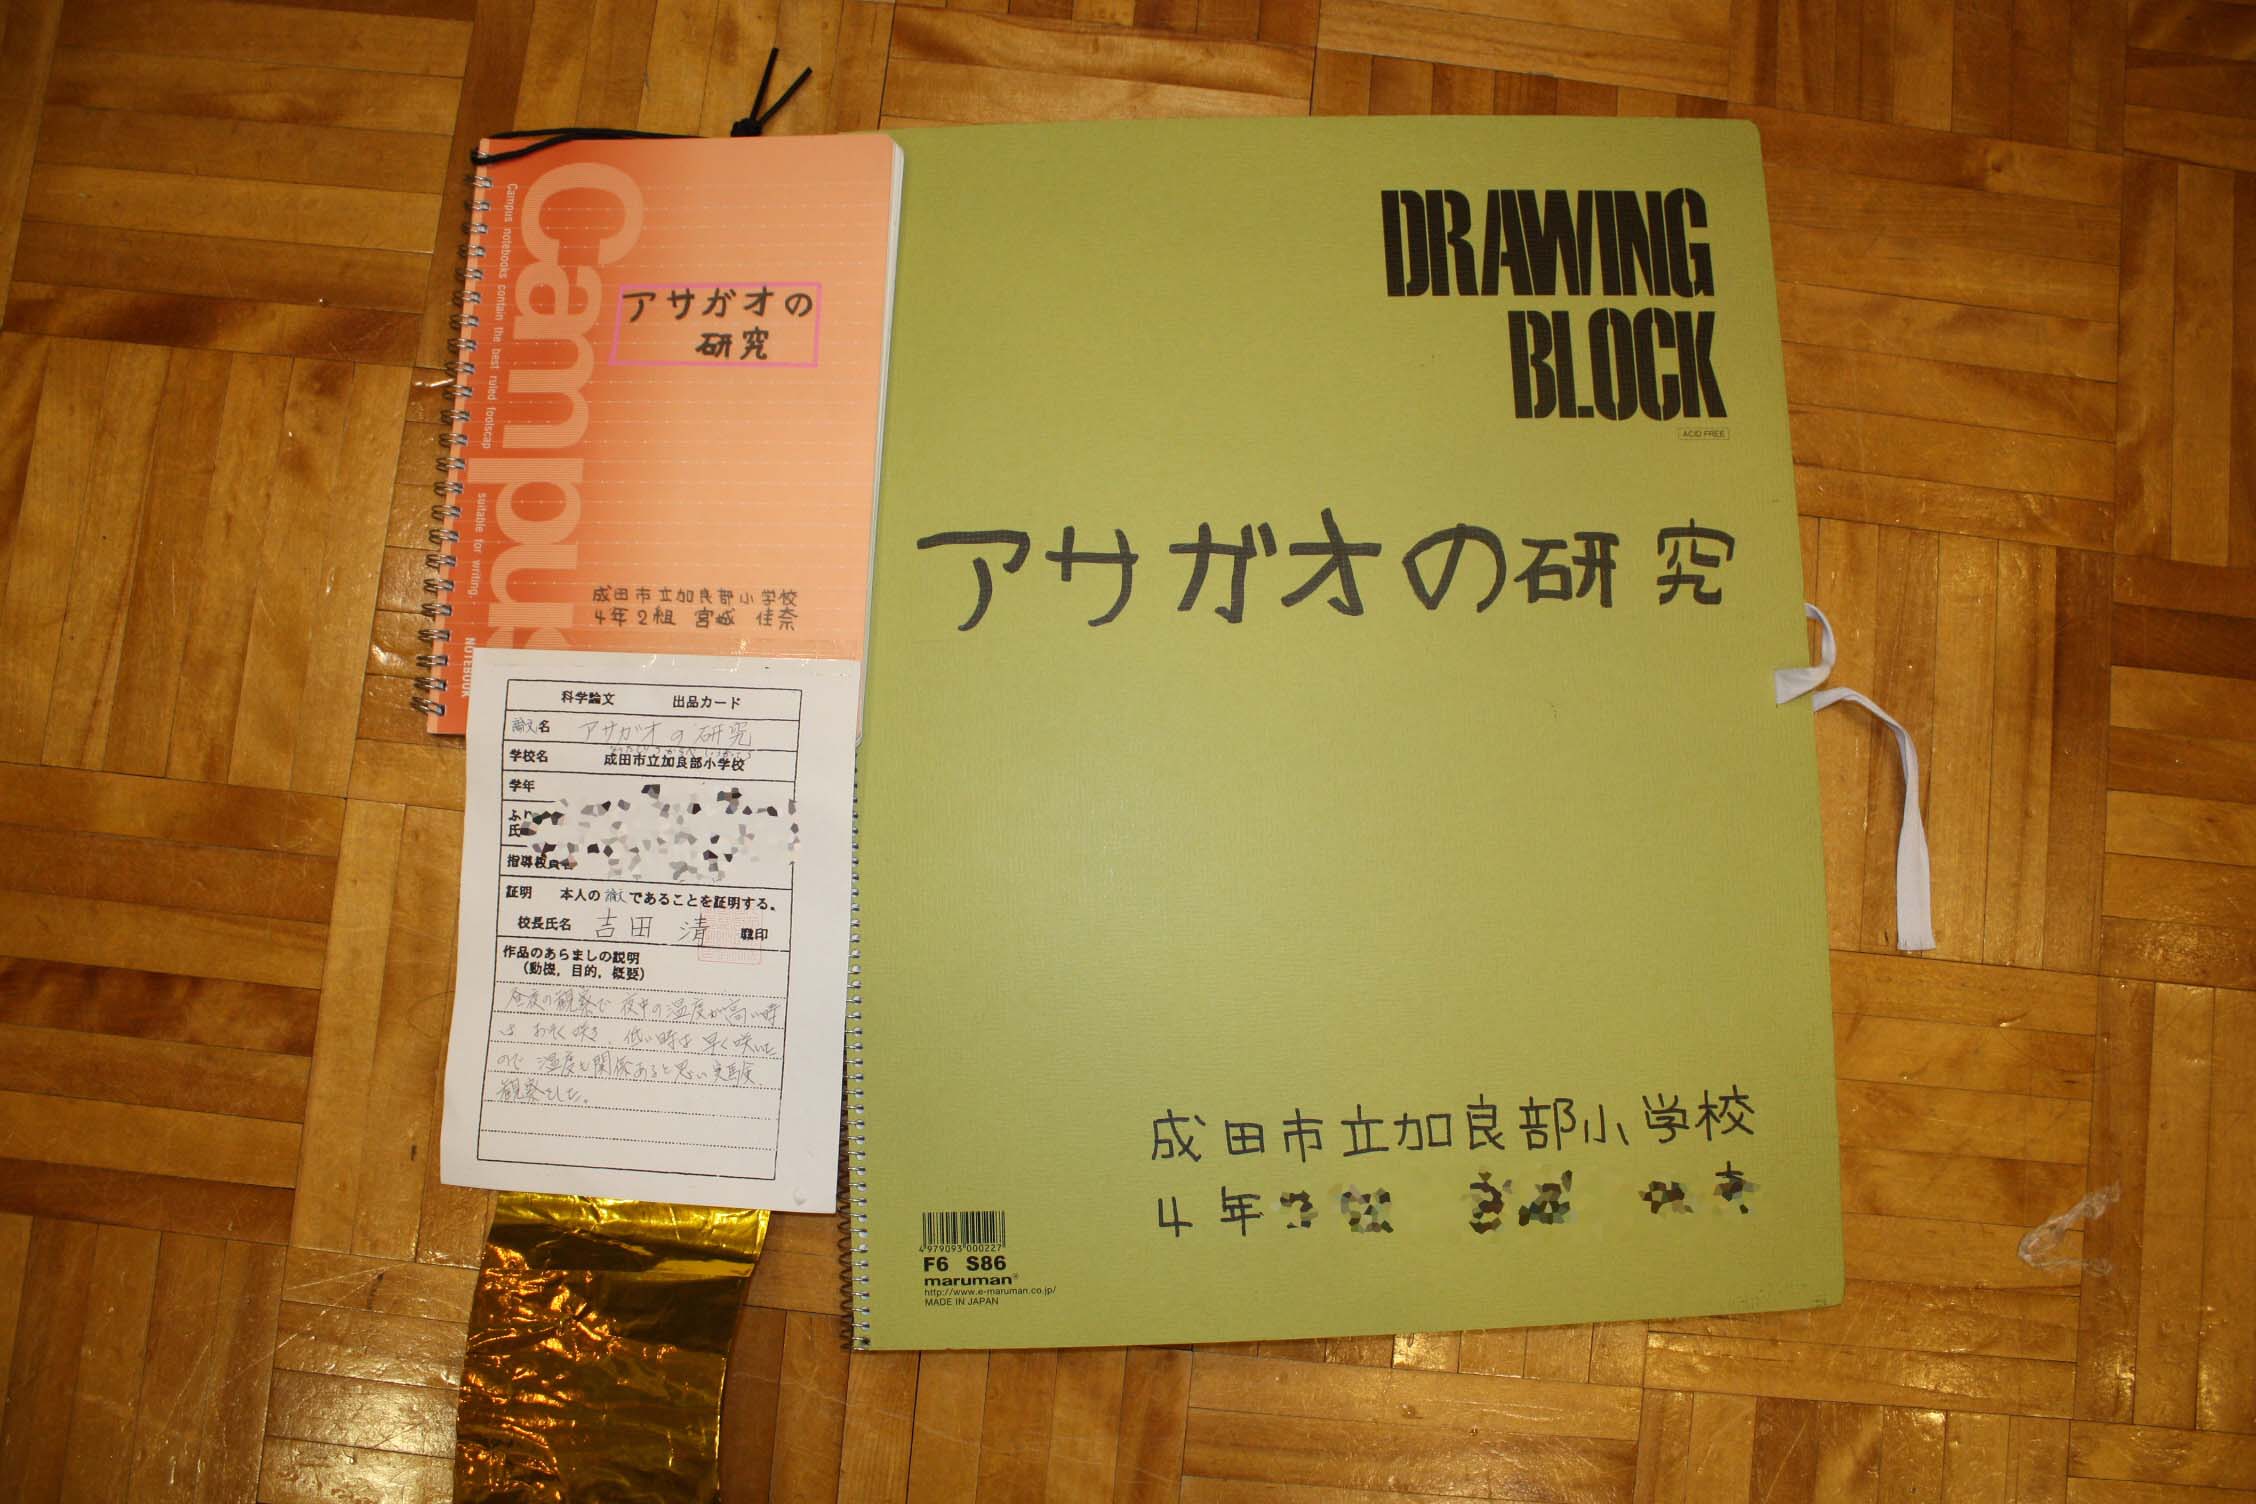 Campus
Campus notebooks contain the best ruled foolscap suitable for writing.
NOTEBOOK
アサガオの
研究
成田市立加良部小学校
4年2組 宮城 佳奈
科学論文 出品カード
論文名 アサガオの研究
学校名 成田市立加良部小学校
学年
指導教員名
証明 本人の論文であることを証明する。
校長氏名 吉田 清 職印
作品のあらましの説明
(動機，目的，概要)
昼夜の観察で夜中の温度が高い時
はおそく咲き、低い時は早く咲いた
ので温度と関係あると思い実験、
観察をした。
DRAWING
BLOCK
ACID FREE
アサガオの研究
成田市立加良部小学校
4年
4979093000227
F6 S86
maruman®
http://www.e-maruman.co.jp/
MADE IN JAPAN